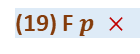 (19) F p ×